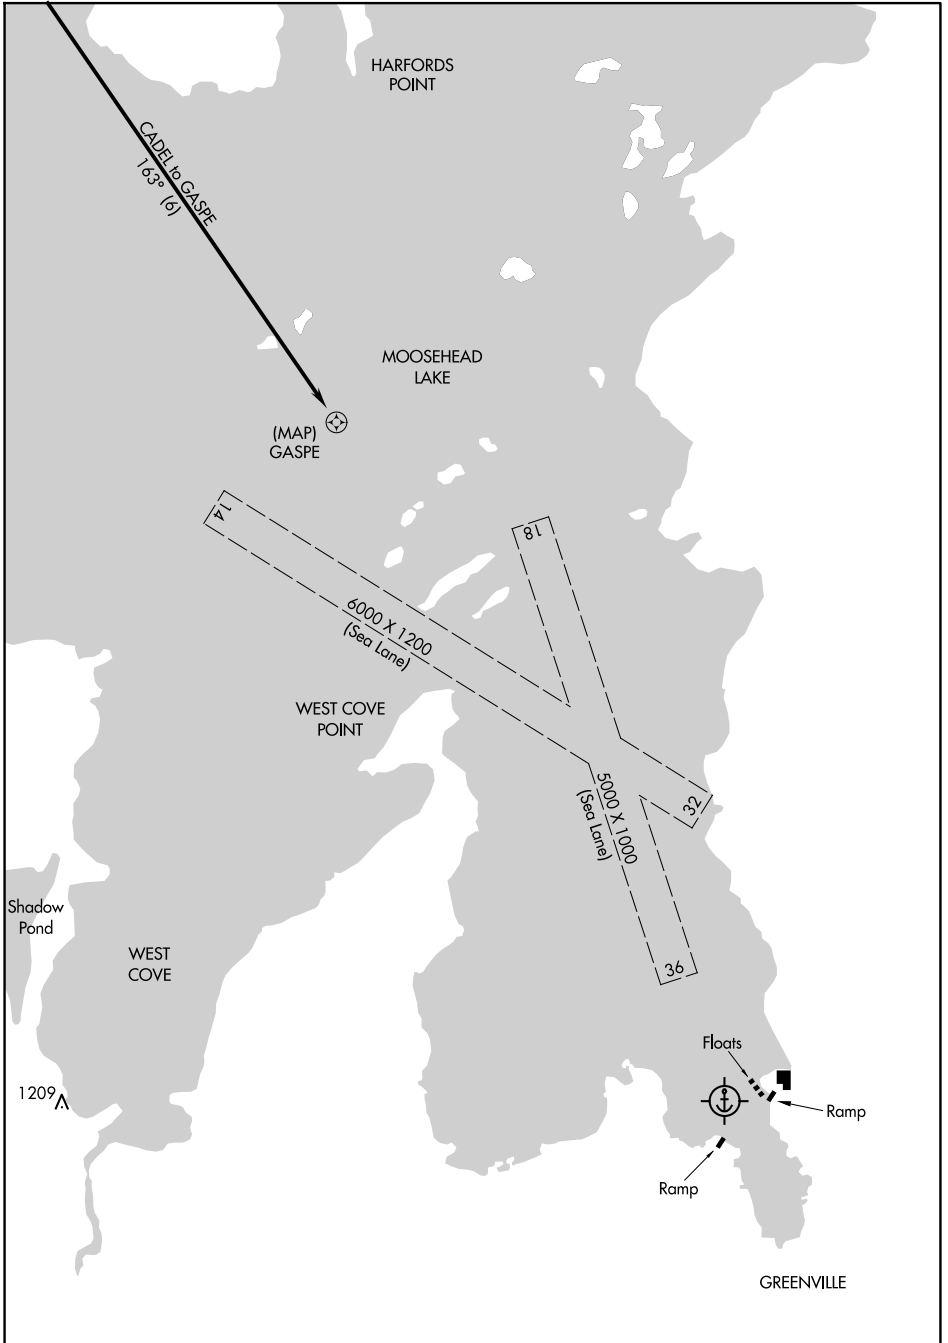 HARFORDS
POINT
CADEL to GASPE
163° (6)
MOOSEHEAD
LAKE
(MAP)
GASPE
14
18
6000 X 1200
(Sea Lane)
WEST COVE
POINT
5000 X 1000
(Sea Lane)
32
Shadow
Pond
WEST
COVE
36
Floats
1209
Ramp
Ramp
GREENVILLE